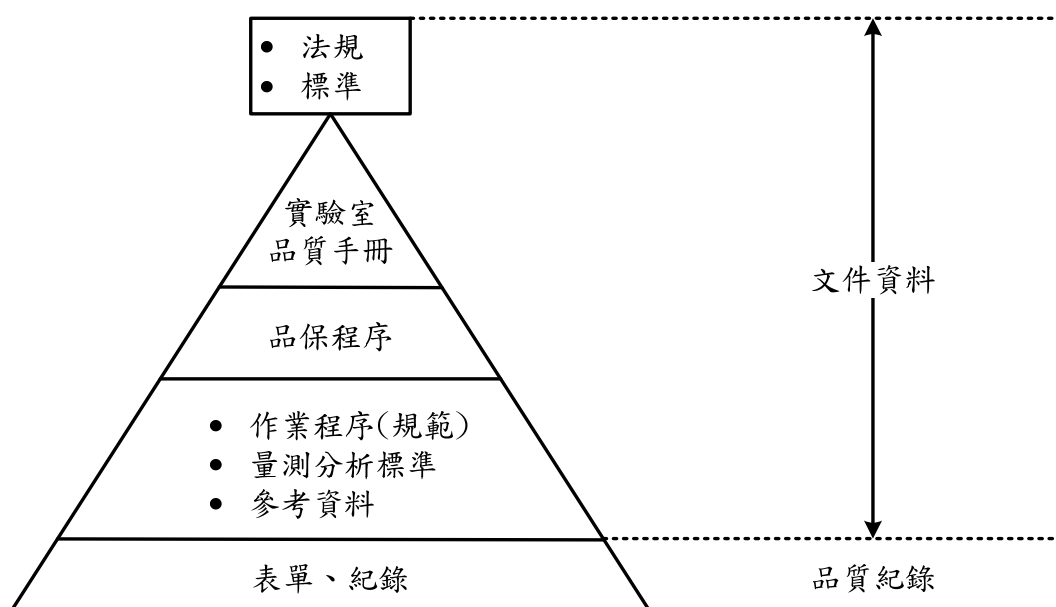 ● 法規
● 標準
實驗室
品質手冊
文件資料
品保程序
● 作業程序(規範)
● 量測分析標準
● 參考資料
表單、紀錄
品質紀錄